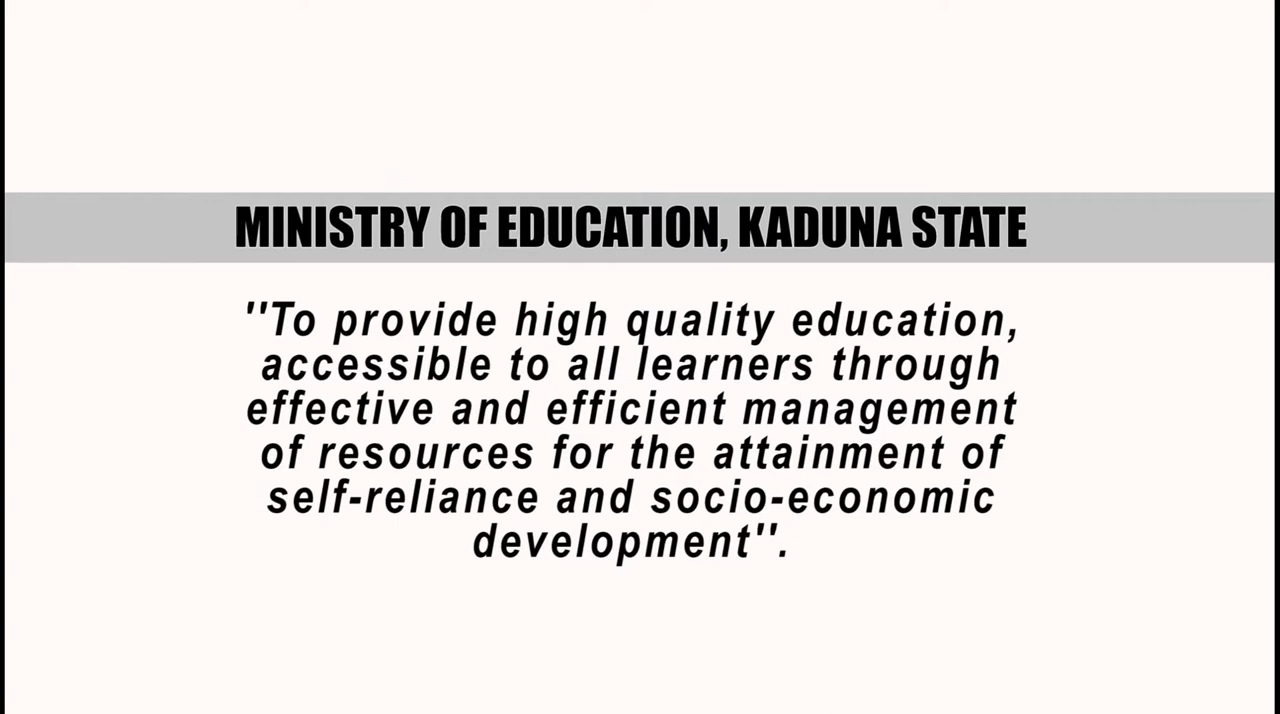 MINISTRY OF EDUCATION, KADUNA STATE
''To provide high quality education,
accessible to all learners through
effective and efficient management
of resources for the attainment of
self-reliance and socio-economic
development''.